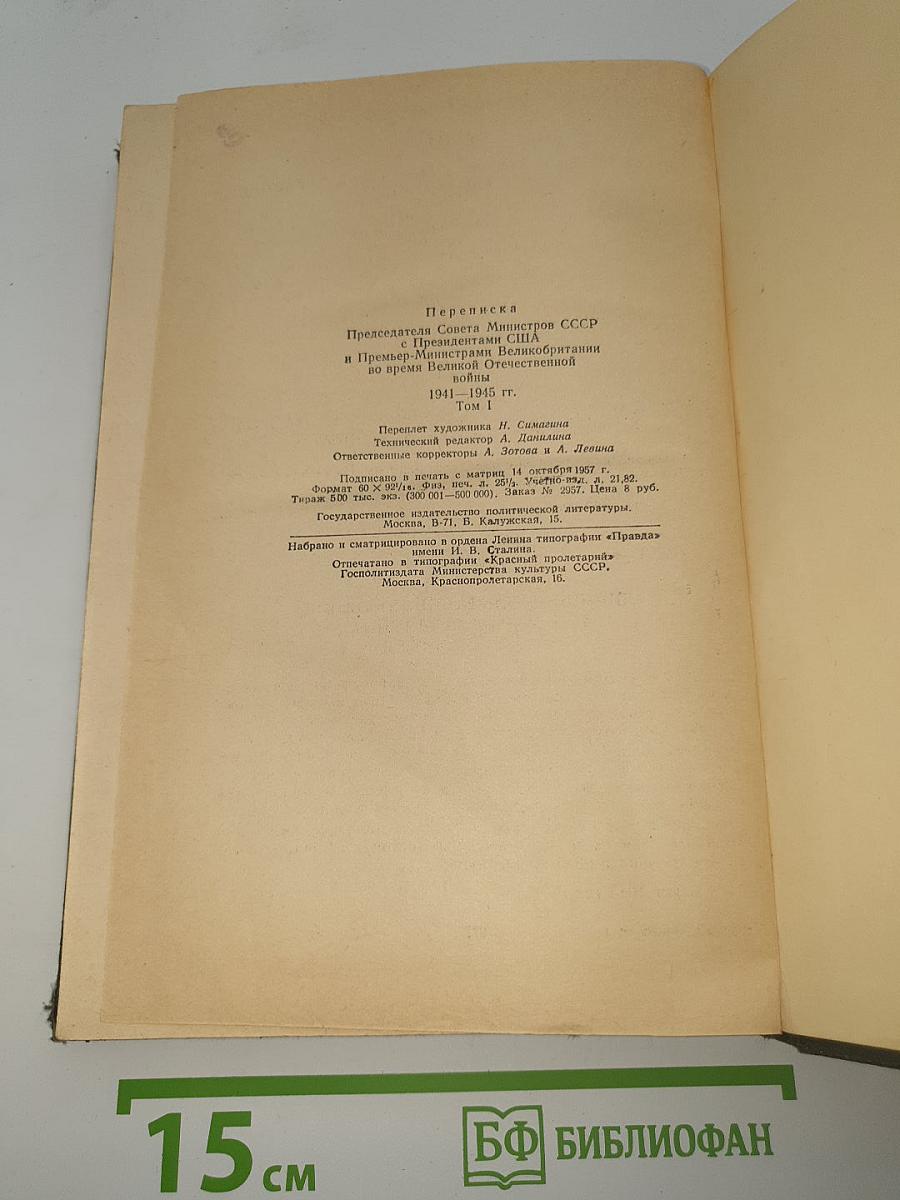 Переписка
Председателя Совета Министров СССР
с Президентами США
и Премьер-Министрами Великобритании
во время Великой Отечественной
войны
1941—1945 гг.
Том I
Переплет художника Н. Симагина
Технический редактор А. Данилина
Ответственные корректоры А. Зотова и А. Левина
Подписано в печать с матриц 14 октября 1957 г.
Формат 60 × 92¹/₁₆. Физ. печ. л. 25¹/₂. Учетно-изд. л. 21,82.
Тираж 500 тыс. экз. (300 001—500 000). Заказ № 2957. Цена 8 руб.
Государственное издательство политической литературы.
Москва, В-71, Б. Калужская, 15.
Набрано и сматрицировано в ордена Ленина типографии «Правда»
имени И. В. Сталина.
Отпечатано в типографии «Красный пролетарий»
Госполитиздата Министерства культуры СССР.
Москва, Краснопролетарская, 16.
15 см
БФ БИБЛИОФАН